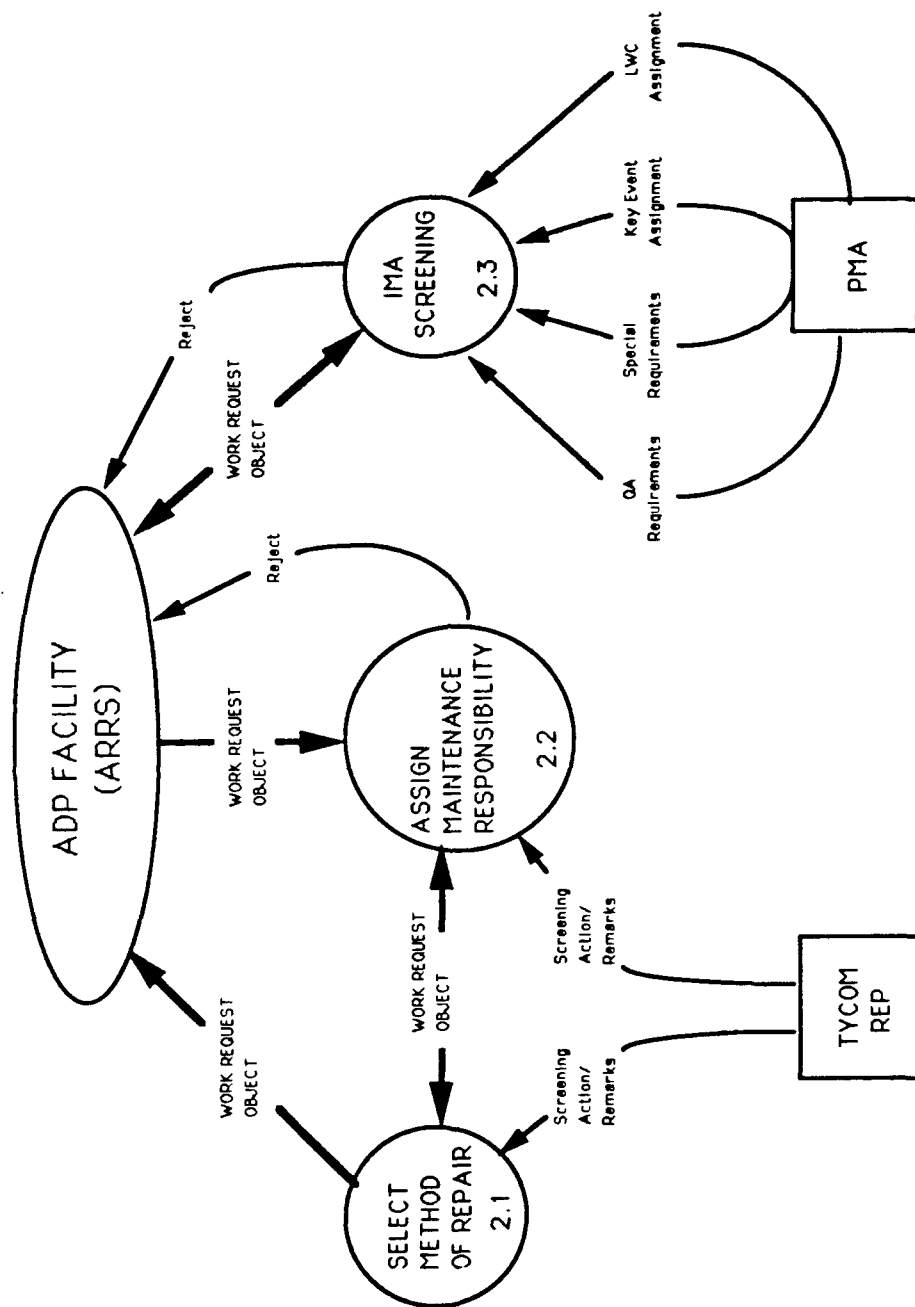 ADP FACILITY
(ARRS)
Reject
WORK REQUEST
OBJECT
Reject
WORK REQUEST
OBJECT
WORK REQUEST
OBJECT
WORK REQUEST
OBJECT
SELECT
METHOD
OF REPAIR
2.1
ASSIGN
MAINTENANCE
RESPONSIBILITY
2.2
IMA
SCREENING
2.3
Screening
Action/
Remarks
Screening
Action/
Remarks
QA
Requirements
Special
Requirements
Key Event
Assignment
LWC
Assignment
TYCOM
REP
PMA